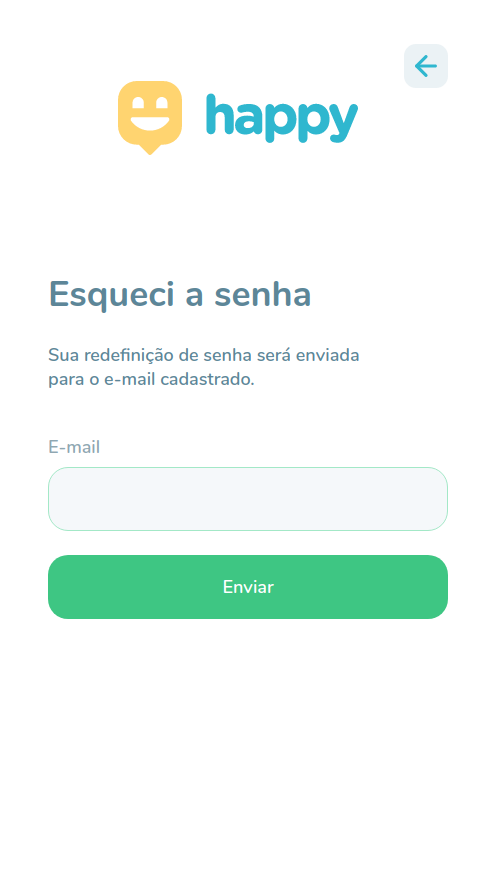 happy
Esqueci a senha
Sua redefinição de senha será enviada
para o e-mail cadastrado.
E-mail
Enviar